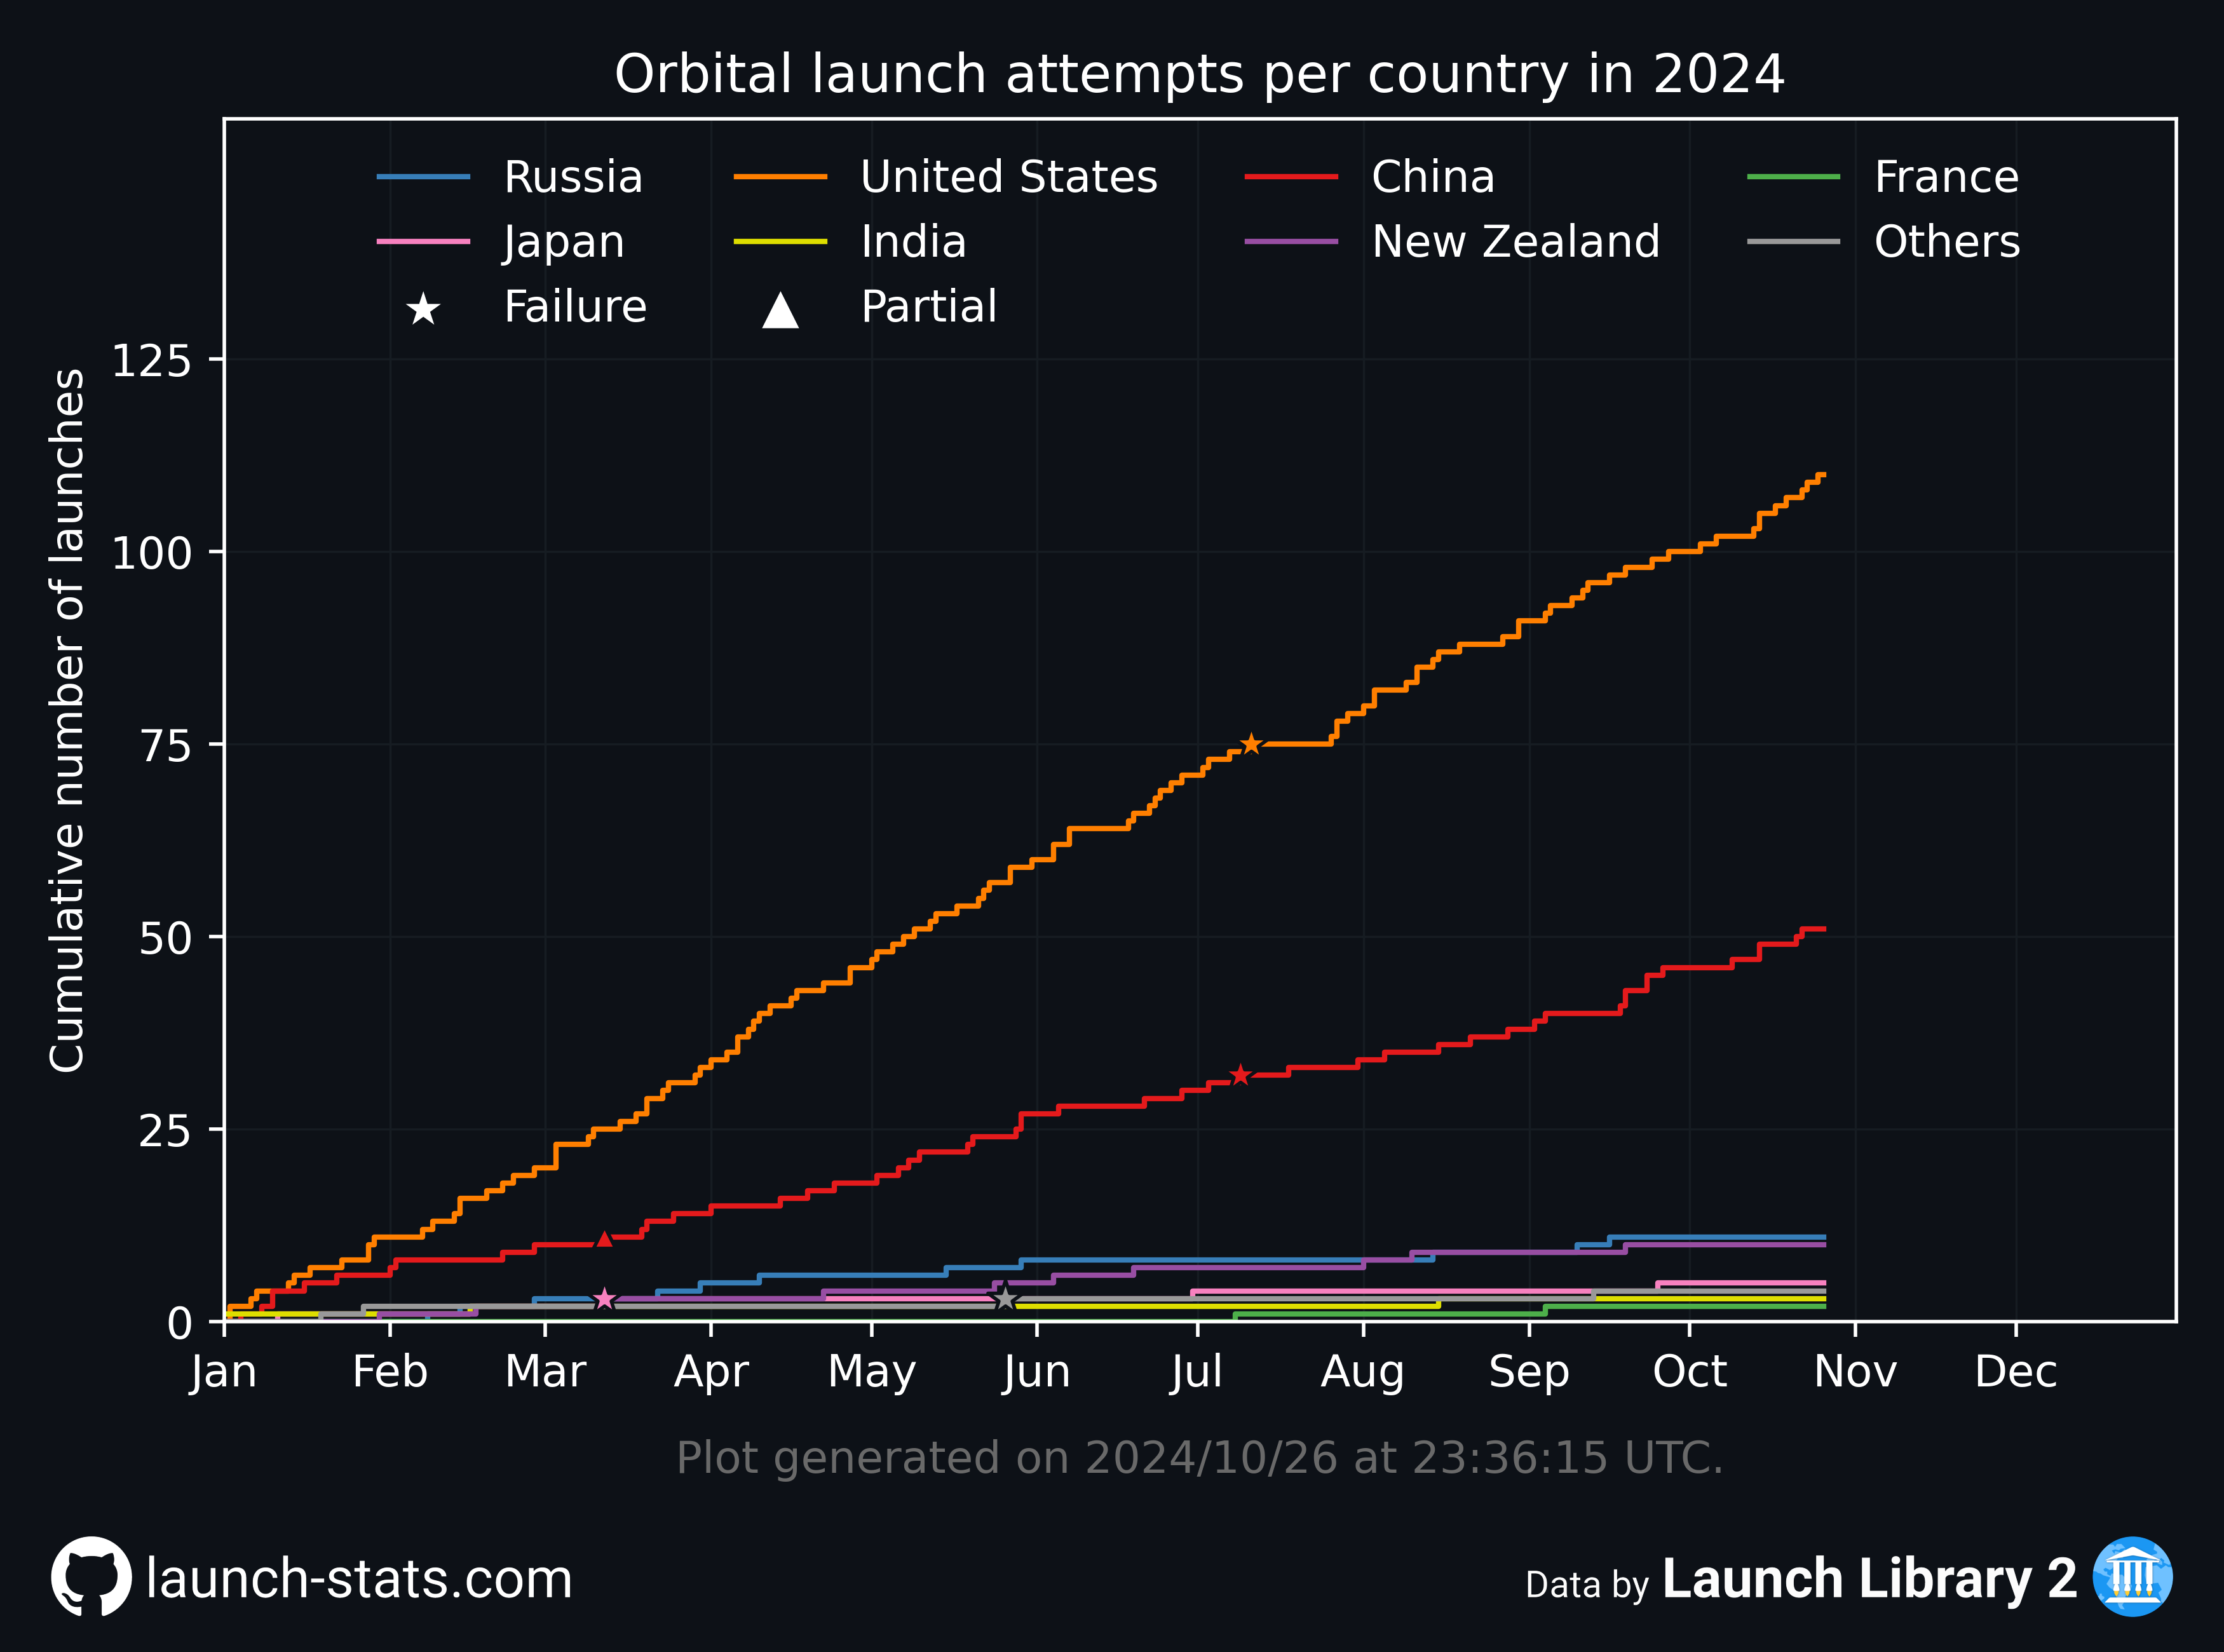 Orbital launch attempts per country in 2024
Russia United States China France
Japan India New Zealand Others
Failure Partial
Cumulative number of launches
125
100
75
50
25
0
Jan Feb Mar Apr May Jun Jul Aug Sep Oct Nov Dec
Plot generated on 2024/10/26 at 23:36:15 UTC.
launch-stats.com
Data by Launch Library 2